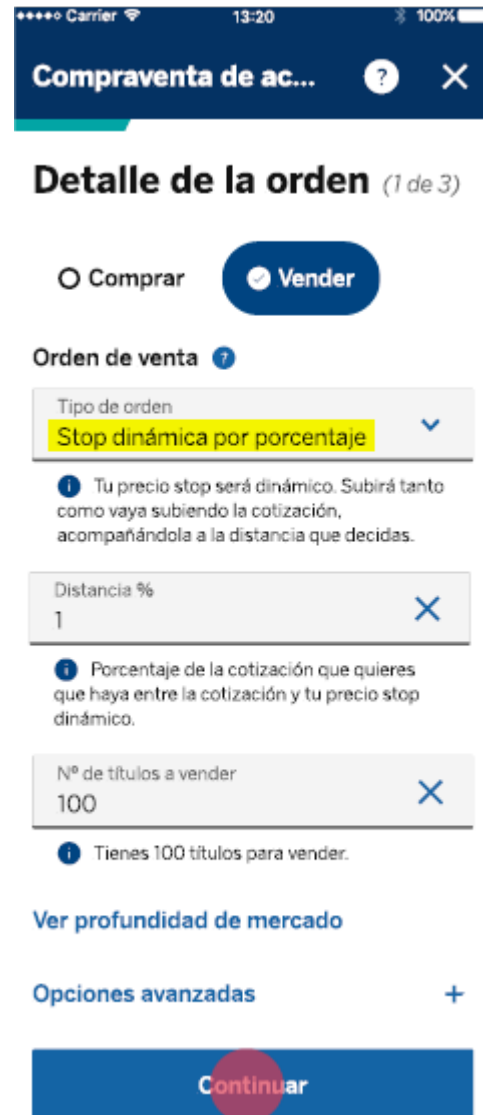 Carrier 13:20 100%
Compraventa de ac... ?
Detalle de la orden (1 de 3)
Comprar Vender
Orden de venta ?
Tipo de orden
Stop dinámica por porcentaje
i Tu precio stop será dinámico. Subirá tanto
como vaya subiendo la cotización,
acompañándola a la distancia que decidas.
Distancia %
1
i Porcentaje de la cotización que quieres
que haya entre la cotización y tu precio stop
dinámico.
Nº de títulos a vender
100
i Tienes 100 títulos para vender.
Ver profundidad de mercado
Opciones avanzadas +
Continuar